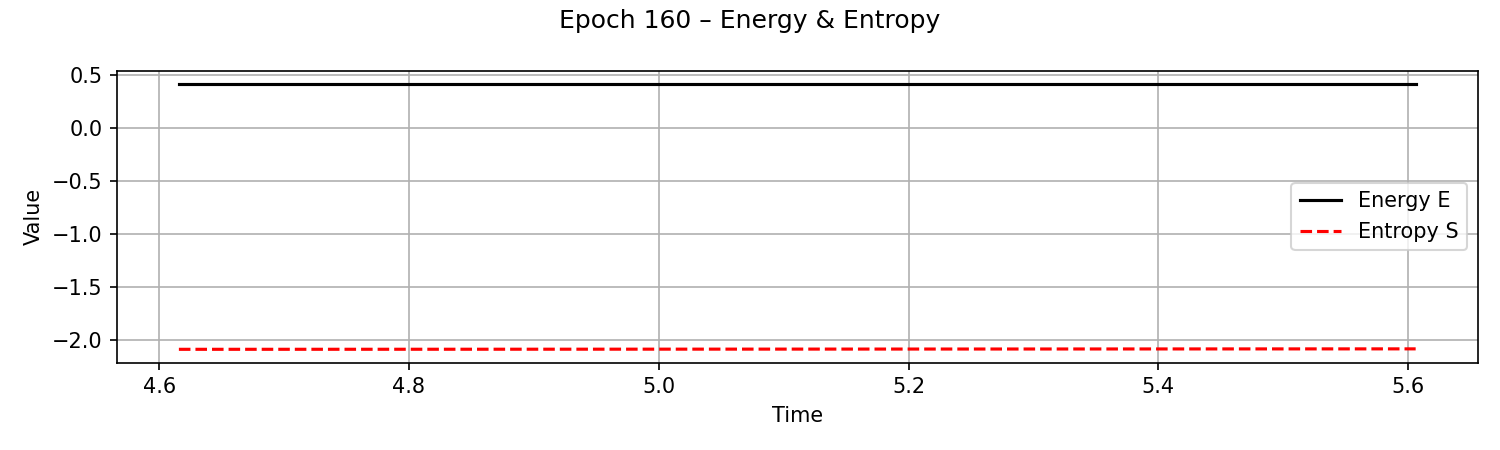 Epoch 160 – Energy & Entropy
0.5
0.0
−0.5
−1.0
−1.5
−2.0
Value
Energy E
Entropy S
4.6 4.8 5.0 5.2 5.4 5.6
Time